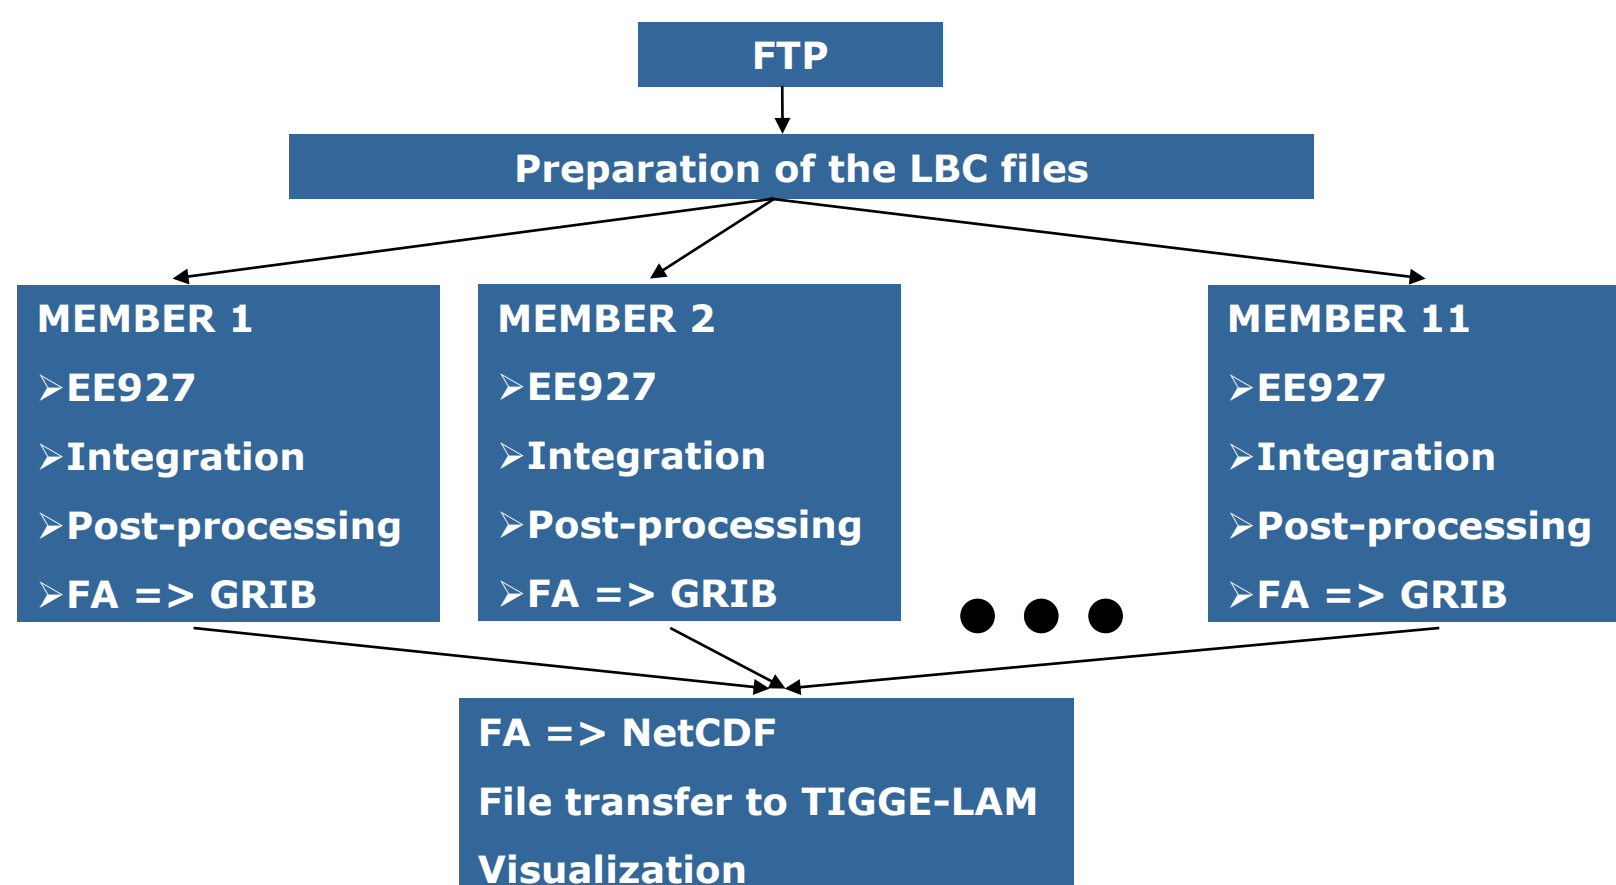 FTP
Preparation of the LBC files
MEMBER 1
➢EE927
➢Integration
➢Post-processing
➢FA => GRIB
MEMBER 2
➢EE927
➢Integration
➢Post-processing
➢FA => GRIB
MEMBER 11
➢EE927
➢Integration
➢Post-processing
➢FA => GRIB
FA => NetCDF
File transfer to TIGGE-LAM
Visualization